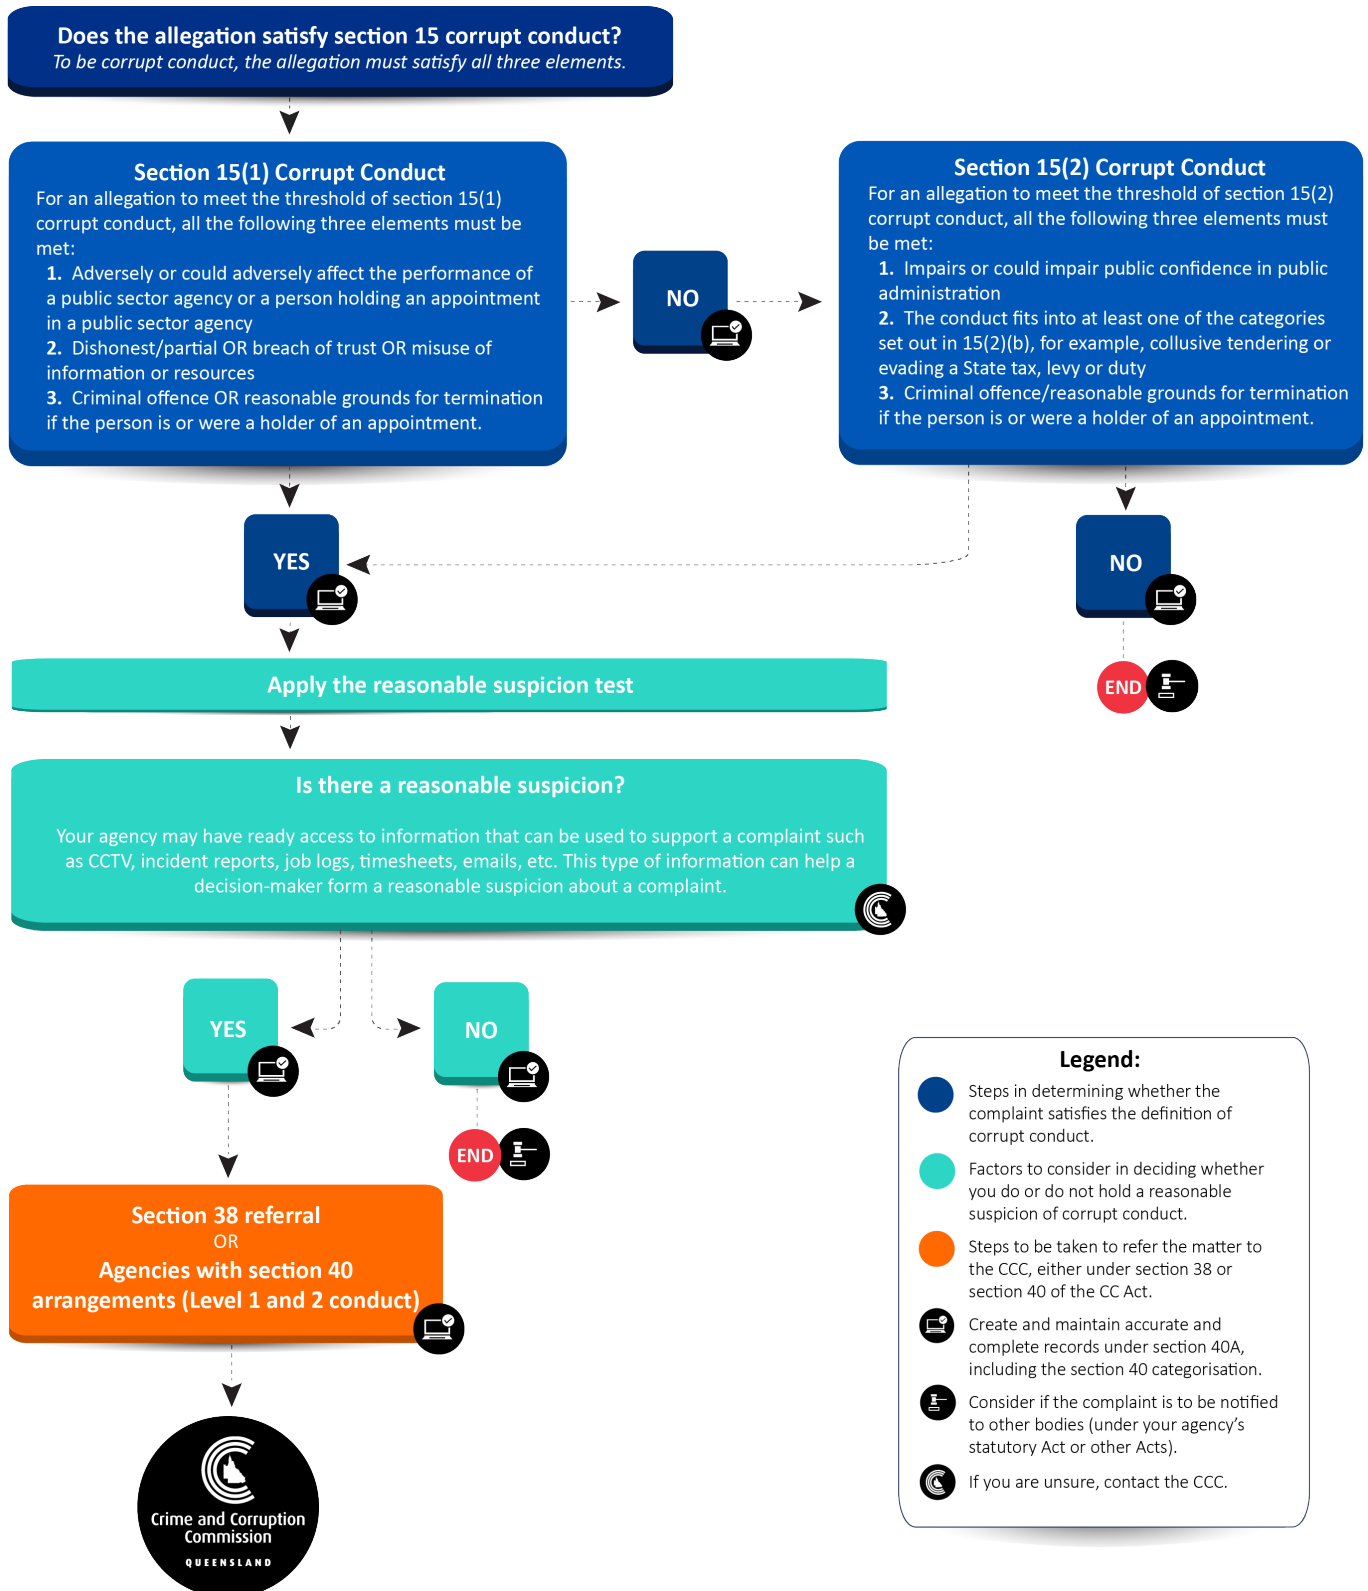 Does the allegation satisfy section 15 corrupt conduct?
To be corrupt conduct, the allegation must satisfy all three elements.
Section 15(1) Corrupt Conduct
For an allegation to meet the threshold of section 15(1)
corrupt conduct, all the following three elements must be
met:
1. Adversely or could adversely affect the performance of
a public sector agency or a person holding an appointment
in a public sector agency
2. Dishonest/partial OR breach of trust OR misuse of
information or resources
3. Criminal offence OR reasonable grounds for termination
if the person is or were a holder of an appointment.
NO
Section 15(2) Corrupt Conduct
For an allegation to meet the threshold of section 15(2)
corrupt conduct, all the following three elements must
be met:
1. Impairs or could impair public confidence in public
administration
2. The conduct fits into at least one of the categories
set out in 15(2)(b), for example, collusive tendering or
evading a State tax, levy or duty
3. Criminal offence/reasonable grounds for termination
if the person is or were a holder of an appointment.
YES
NO
END
Apply the reasonable suspicion test
Is there a reasonable suspicion?
Your agency may have ready access to information that can be used to support a complaint such
as CCTV, incident reports, job logs, timesheets, emails, etc. This type of information can help a
decision-maker form a reasonable suspicion about a complaint.
YES
NO
END
Section 38 referral
OR
Agencies with section 40
arrangements (Level 1 and 2 conduct)
Crime and Corruption
Commission
QUEENSLAND
Legend:
Steps in determining whether the
complaint satisfies the definition of
corrupt conduct.
Factors to consider in deciding whether
you do or do not hold a reasonable
suspicion of corrupt conduct.
Steps to be taken to refer the matter to
the CCC, either under section 38 or
section 40 of the CC Act.
Create and maintain accurate and
complete records under section 40A,
including the section 40 categorisation.
Consider if the complaint is to be notified
to other bodies (under your agency's
statutory Act or other Acts).
If you are unsure, contact the CCC.